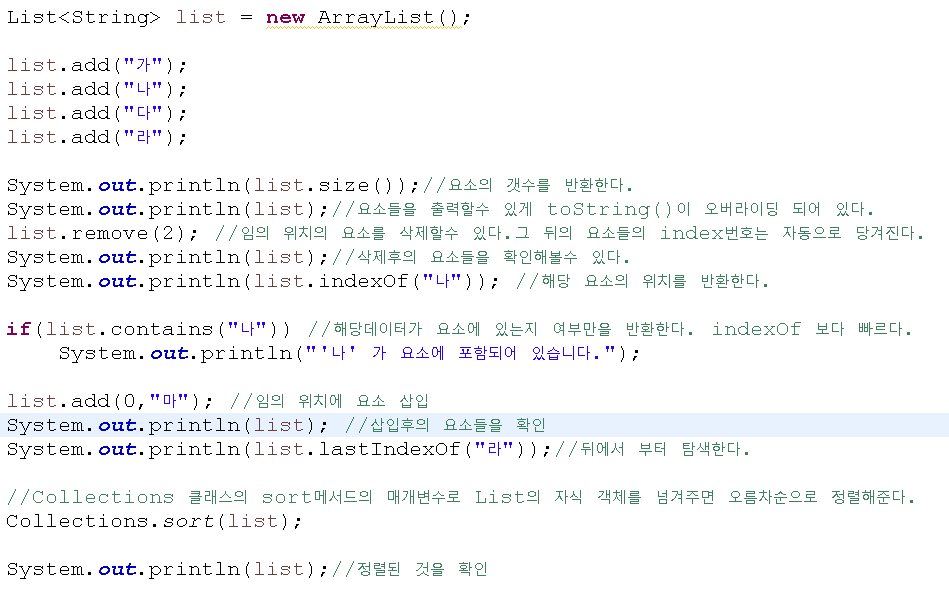 List<String> list = new ArrayList();
list.add("가");
list.add("나");
list.add("다");
list.add("라");
System.out.println(list.size());//요소의 갯수를 반환한다.
System.out.println(list);//요소들을 출력할수 있게 toString()이 오버라이딩 되어 있다.
list.remove(2); //임의 위치의 요소를 삭제할수 있다.그 뒤의 요소들의 index번호는 자동으로 당겨진다.
System.out.println(list);//삭제후의 요소들을 확인해볼수 있다.
System.out.println(list.indexOf("나")); //해당 요소의 위치를 반환한다.
if(list.contains("나")) //해당데이터가 요소에 있는지 여부만을 반환한다. indexOf 보다 빠르다.
System.out.println("'나' 가 요소에 포함되어 있습니다.");
list.add(0,"마"); //임의 위치에 요소 삽입
System.out.println(list); //삽입후의 요소들을 확인
System.out.println(list.lastIndexOf("라"));//뒤에서 부터 탐색한다.
//Collections 클래스의 sort메서드의 매개변수로 List의 자식 객체를 넘겨주면 오름차순으로 정렬해준다.
Collections.sort(list);
System.out.println(list);//정렬된 것을 확인